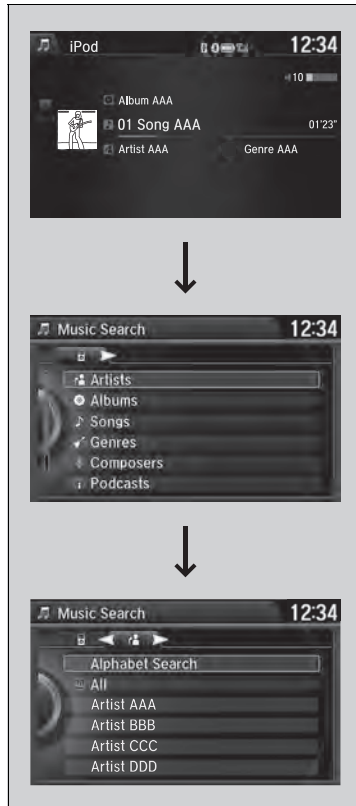 iPod 12:34
10
Album AAA
01 Song AAA 01'23"
Artist AAA Genre AAA
Music Search 12:34
Artists
Albums
Songs
Genres
Composers
Podcasts
Music Search 12:34
Alphabet Search
All
Artist AAA
Artist BBB
Artist CCC
Artist DDD